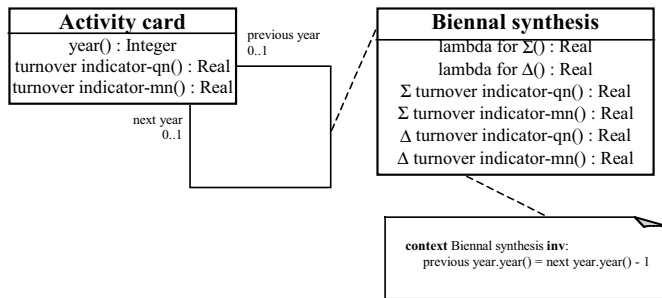 Activity card
year() : Integer
turnover indicator-qn() : Real
turnover indicator-mn() : Real
previous year
0..1
next year
0..1
Biennal synthesis
lambda for Σ() : Real
lambda for Δ() : Real
Σ turnover indicator-qn() : Real
Σ turnover indicator-mn() : Real
Δ turnover indicator-qn() : Real
Δ turnover indicator-mn() : Real
context Biennal synthesis inv:
previous year.year() = next year.year() - 1